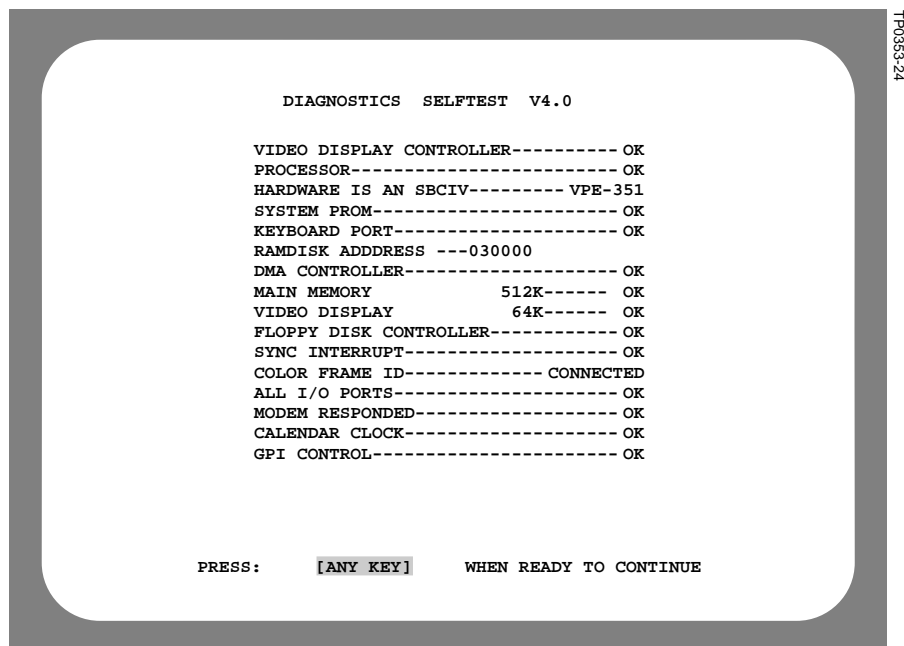 TP0353-24
DIAGNOSTICS SELFTEST V4.0
VIDEO DISPLAY CONTROLLER---------- OK
PROCESSOR------------------------- OK
HARDWARE IS AN SBCIV--------- VPE-351
SYSTEM PROM----------------------- OK
KEYBOARD PORT--------------------- OK
RAMDISK ADDDRESS ---030000
DMA CONTROLLER-------------------- OK
MAIN MEMORY 512K------ OK
VIDEO DISPLAY 64K------ OK
FLOPPY DISK CONTROLLER------------ OK
SYNC INTERRUPT-------------------- OK
COLOR FRAME ID------------- CONNECTED
ALL I/O PORTS--------------------- OK
MODEM RESPONDED------------------- OK
CALENDAR CLOCK-------------------- OK
GPI CONTROL----------------------- OK
PRESS: [ANY KEY] WHEN READY TO CONTINUE